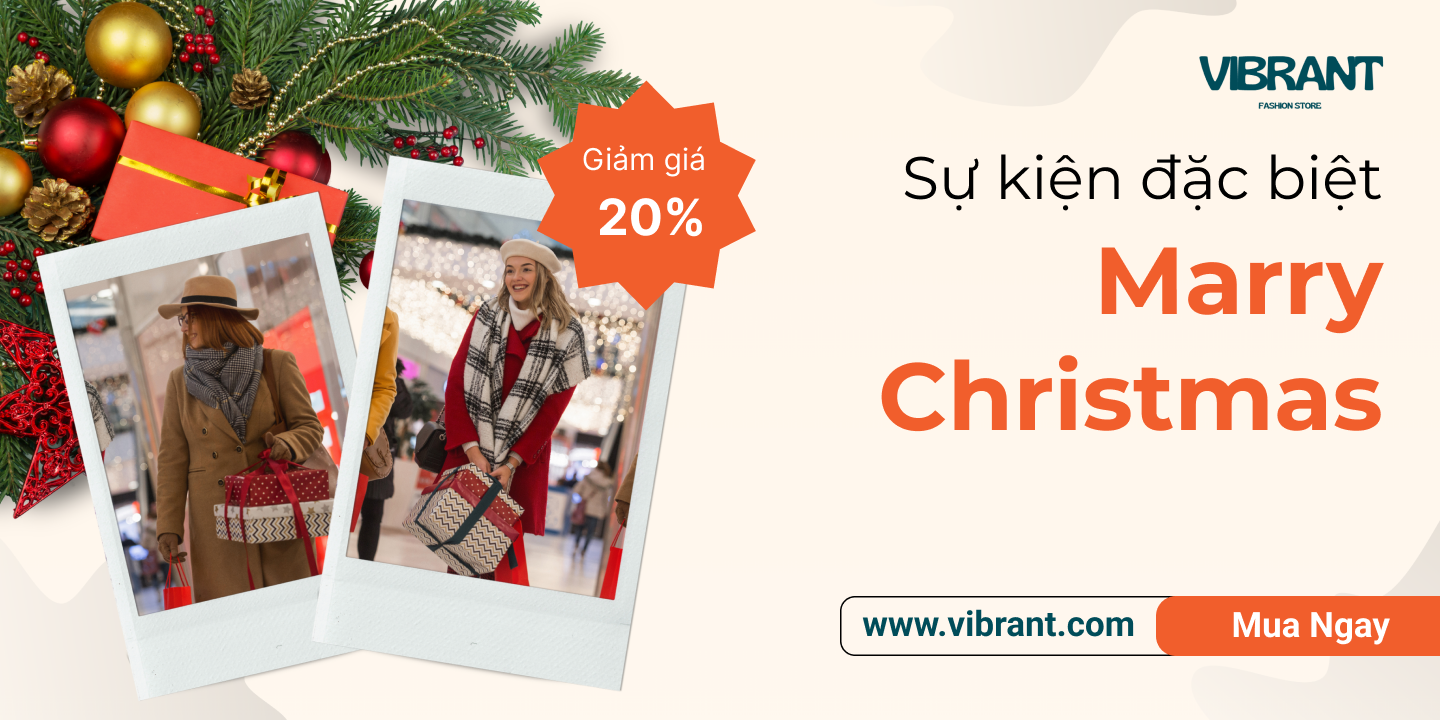 VIBRANT
FASHION STORE
Giảm giá
20%
Sự kiện đặc biệt
Marry
Christmas
www.vibrant.com
Mua Ngay